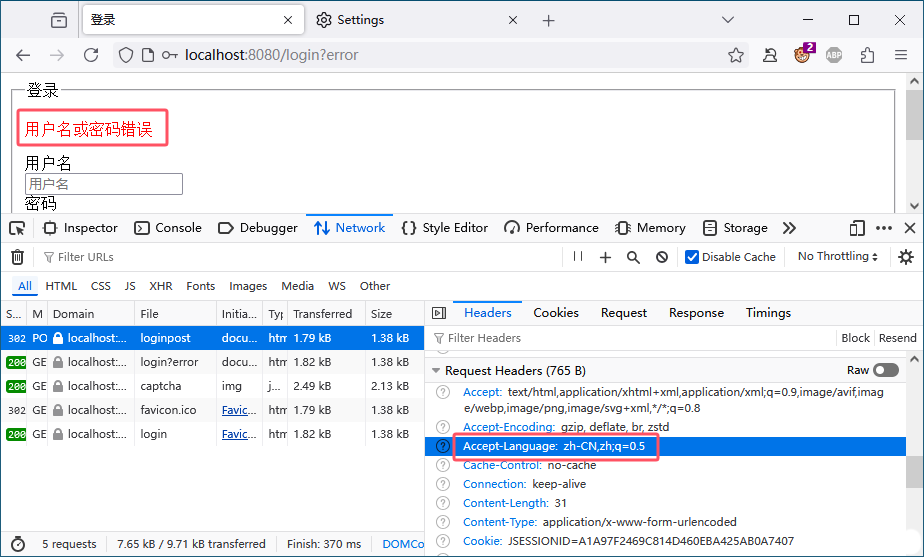 登录
Settings
localhost:8080/login?error
2
ABP
登录
用户名或密码错误
用户名
用户名
密码
Inspector Console Debugger Network Style Editor Performance Memory Storage
Filter URLs
Disable Cache No Throttling
All HTML CSS JS XHR Fonts Images Media WS Other
S... M Domain File Initia... Ty Transferred Size
302 PO localhost:... loginpost docu... htm 1.79 kB 1.38 kB
200 GE localhost:... login?error docu... htm 1.82 kB 1.38 kB
200 GE localhost:... captcha img j... 2.49 kB 2.13 kB
302 GE localhost:... favicon.ico Favic... htm 1.79 kB 1.38 kB
200 GE localhost:... login Favic... htm 1.82 kB 1.38 kB
5 requests 7.65 kB / 9.71 kB transferred Finish: 370 ms DOMCo
Headers Cookies Request Response Timings
Filter Headers Block Resend
Request Headers (765 B) Raw
Accept: text/html,application/xhtml+xml,application/xml;q=0.9,image/avif,image/webp,image/png,image/svg+xml,*/*;q=0.8
Accept-Encoding: gzip, deflate, br, zstd
Accept-Language: zh-CN,zh;q=0.5
Cache-Control: no-cache
Connection: keep-alive
Content-Length: 31
Content-Type: application/x-www-form-urlencoded
Cookie: JSESSIONID=A1A97F2469C814D460EBA425AB0A7407